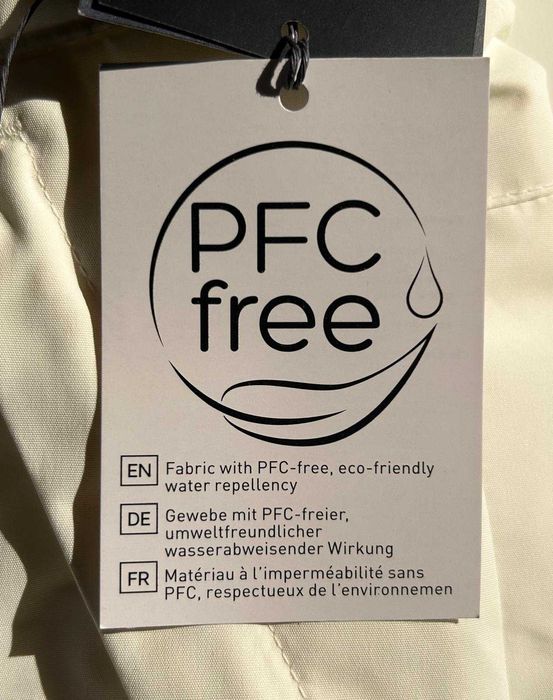 PFC
free
EN Fabric with PFC-free, eco-friendly
water repellency
DE Gewebe mit PFC-freier,
umweltfreundlicher
wasserabweisender Wirkung
FR Matériau à l'imperméabilité sans
PFC, respectueux de l'environnemen